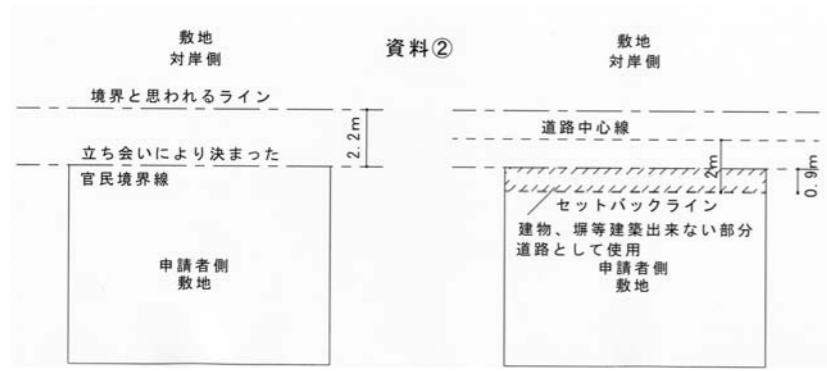 資料②
敷地
対岸側
境界と思われるライン
2.2m
立ち会いにより決まった
官民境界線
申請者側
敷地
敷地
対岸側
道路中心線
2m
0.9m
セットバックライン
建物、塀等建築出来ない部分
道路として使用
申請者側
敷地